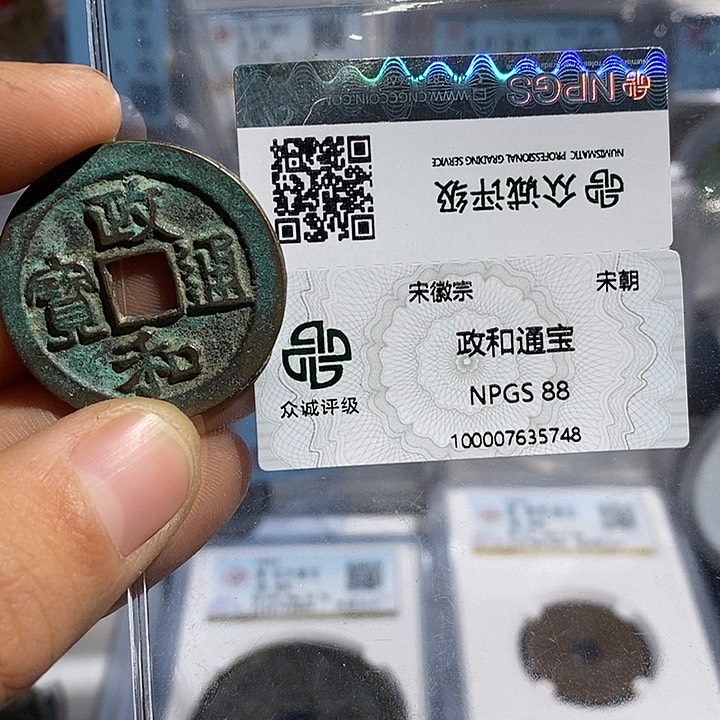 政
通
寶
和
NPGS
WWW.CNGCCOIN.CO
NUMISMATIC PROFESSIONAL
GRADING SERVICE
众诚评级
宋徽宗 宋朝
政和通宝
NPGS 88
众诚评级
100007635748